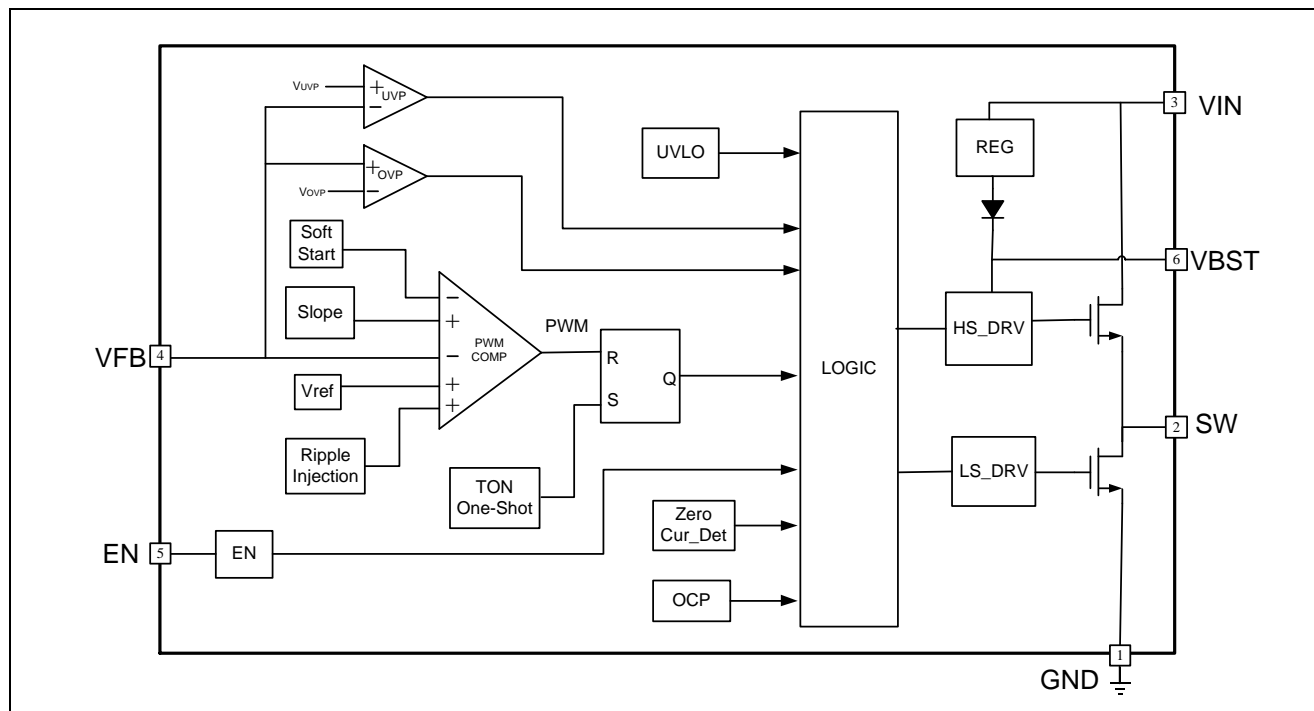 VUVP
+
UVP
−
+
OVP
VOVP
−
Soft
Start
Slope
−
+
−
+
+
PWM
COMP
Vref
Ripple
Injection
PWM
R
S
Q
TON
One-Shot
VFB
4
EN
5
EN
UVLO
LOGIC
Zero
Cur_Det
OCP
REG
HS_DRV
LS_DRV
3
VIN
6
VBST
2
SW
1
GND